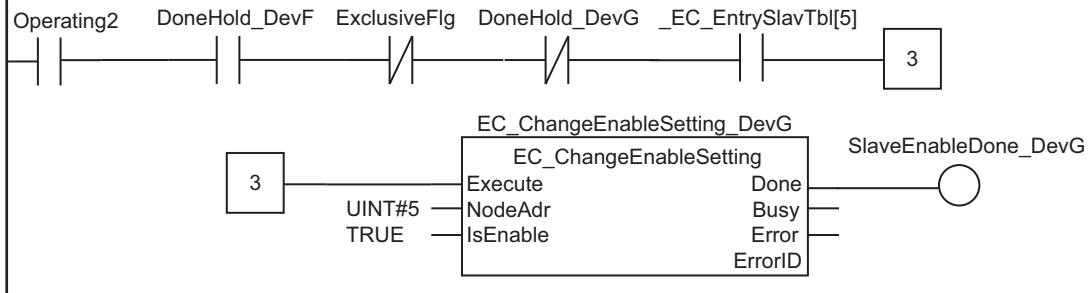 Operating2 DoneHold_DevF ExclusiveFlg DoneHold_DevG _EC_EntrySlavTbl[5]
3
EC_ChangeEnableSetting_DevG
EC_ChangeEnableSetting SlaveEnableDone_DevG
3 Execute Done
UINT#5 NodeAdr Busy
TRUE IsEnable Error
ErrorID